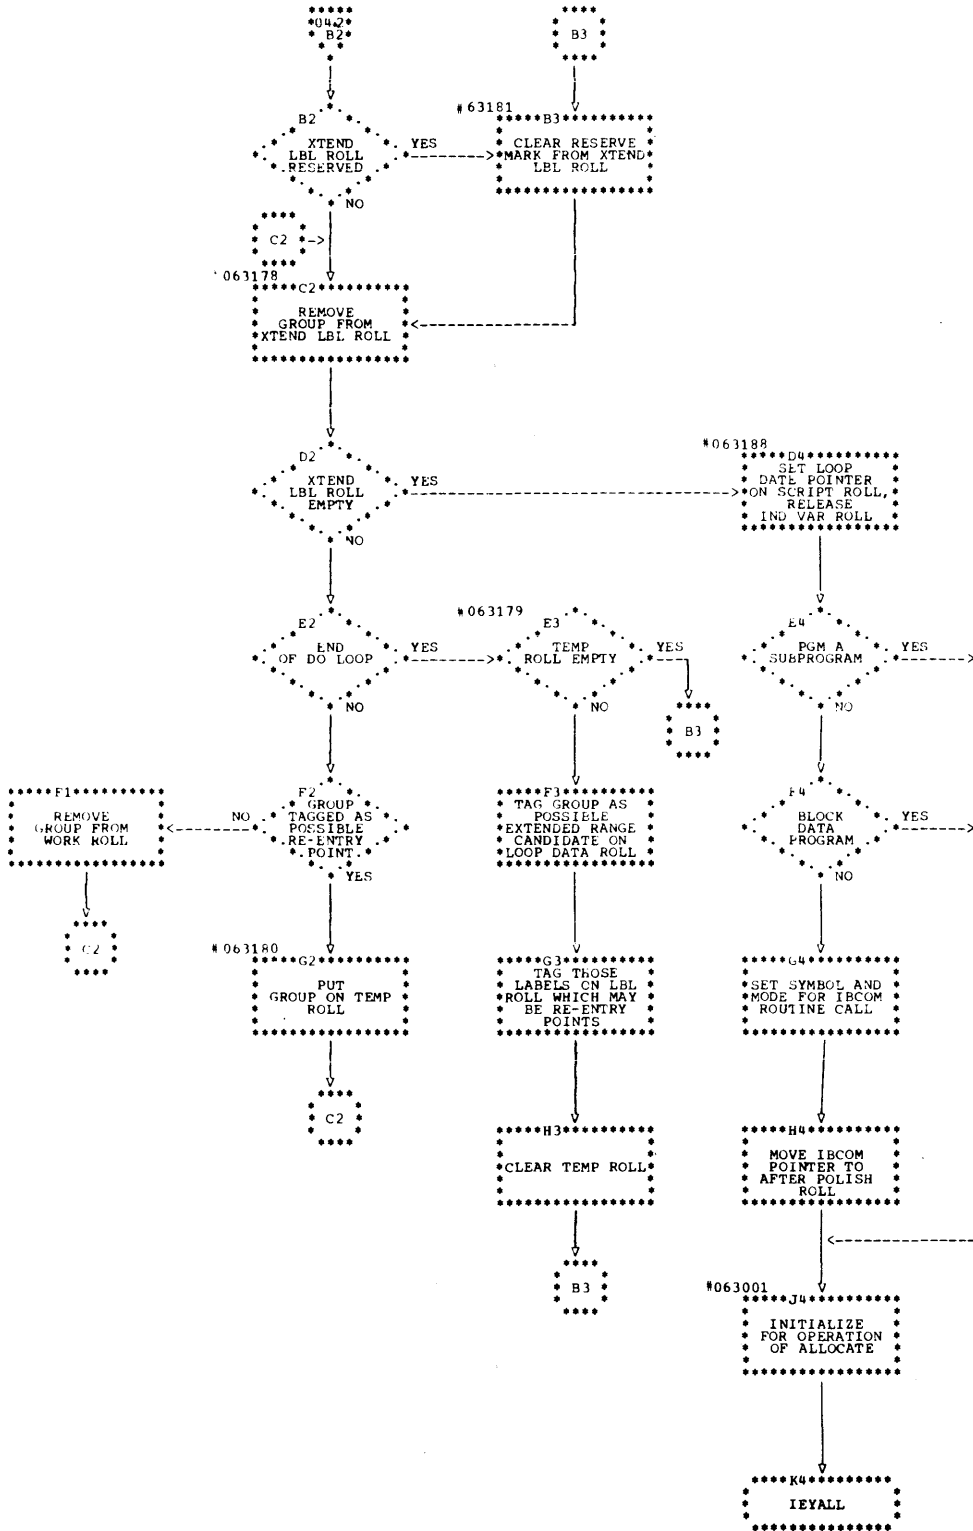 04.2
B2
B3
#63181
B2
XTEND
LBL ROLL
RESERVED
YES
NO
B3
CLEAR RESERVE
MARK FROM XTEND
LBL ROLL
C2
063178
C2
REMOVE
GROUP FROM
XTEND LBL ROLL
D2
XTEND
LBL ROLL
EMPTY
YES
NO
#063188
D4
SET LOOP
DATE POINTER
ON SCRIPT ROLL,
RELEASE
IND VAR ROLL
E2
END
OF DO LOOP
YES
NO
#063179
E3
TEMP
ROLL EMPTY
YES
NO
B3
E4
PGM A
SUBPROGRAM
YES
NO
F1
REMOVE
GROUP FROM
WORK ROLL
C2
NO
F2
GROUP
TAGGED AS
POSSIBLE
RE-ENTRY
POINT
YES
F3
TAG GROUP AS
POSSIBLE
EXTENDED RANGE
CANDIDATE ON
LOOP DATA ROLL
F4
BLOCK
DATA
PROGRAM
YES
NO
#063180
G2
PUT
GROUP ON TEMP
ROLL
C2
G3
TAG THOSE
LABELS ON LBL
ROLL WHICH MAY
BE RE-ENTRY
POINTS
G4
SET SYMBOL AND
MODE FOR IBCOM
ROUTINE CALL
H3
CLEAR TEMP ROLL
B3
H4
MOVE IBCOM
POINTER TO
AFTER POLISH
ROLL
#063001
J4
INITIALIZE
FOR OPERATION
OF ALLOCATE
K4
IEYALL